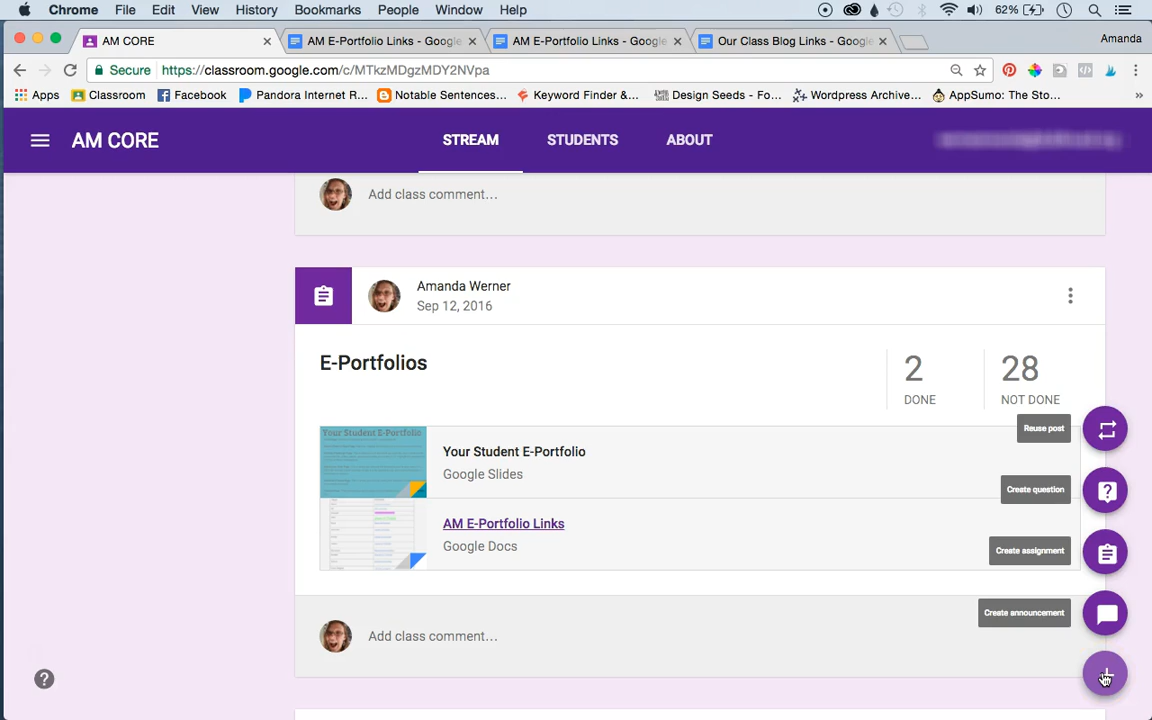 Chrome File Edit View History Bookmarks People Window Help 62%
AM CORE AM E-Portfolio Links - Google AM E-Portfolio Links - Google Our Class Blog Links - Google Amanda
Secure https://classroom.google.com/c/MTkzMDgzMDY2NVpa
Apps Classroom Facebook Pandora Internet R... Notable Sentences... Keyword Finder &... Design Seeds - Fo... Wordpress Archive... AppSumo: The Sto...
AM CORE STREAM STUDENTS ABOUT
Add class comment...
Amanda Werner
Sep 12, 2016
E-Portfolios
2 28
DONE NOT DONE
Reuse post
Your Student E-Portfolio
Your Student E-Portfolio
Google Slides
Create question
AM E-Portfolio Links
Google Docs
Create assignment
Create announcement
Add class comment...